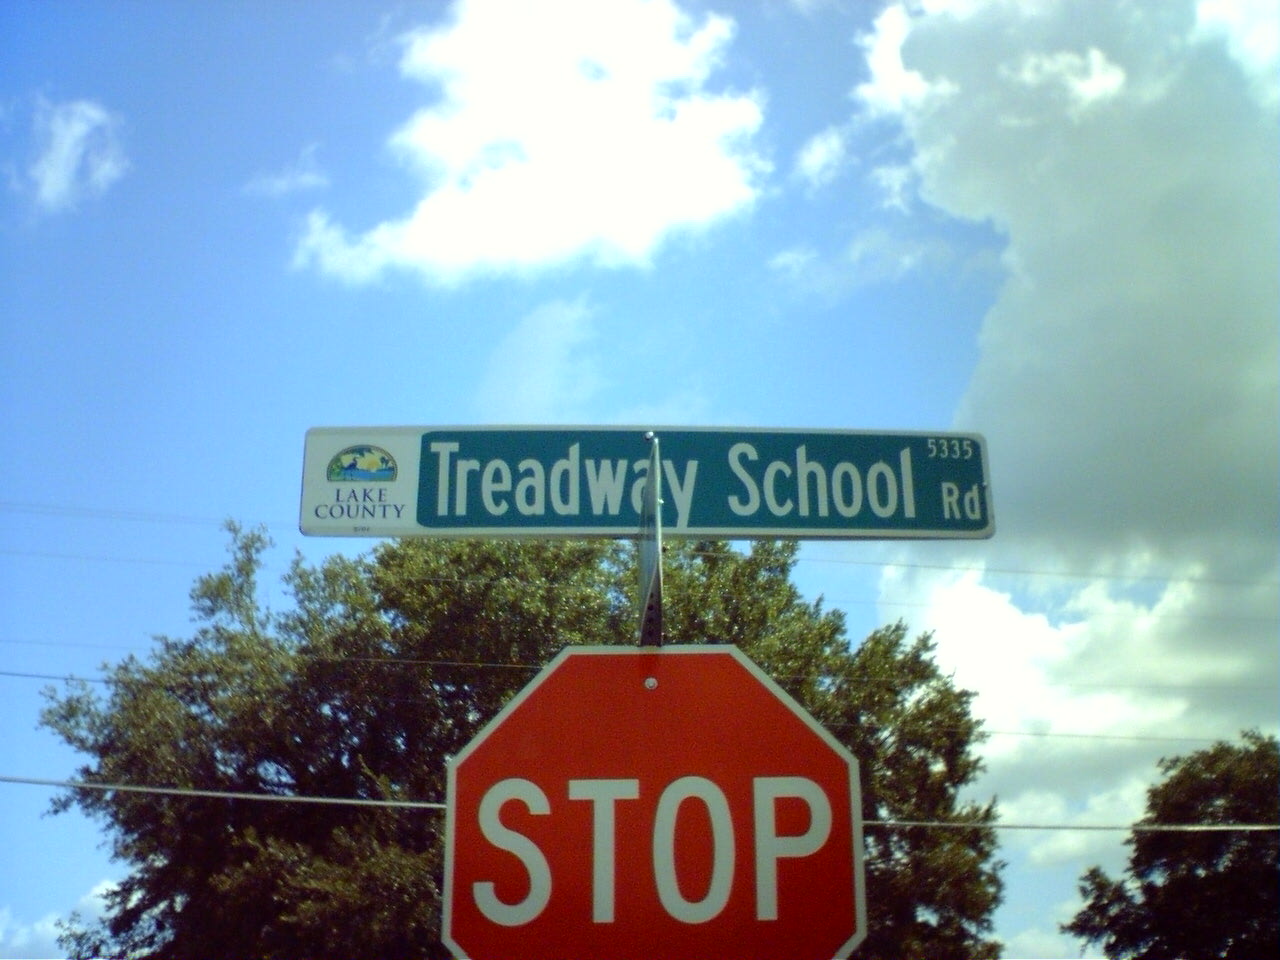 LAKE
COUNTY
Treadway School
5335
Rd
STOP